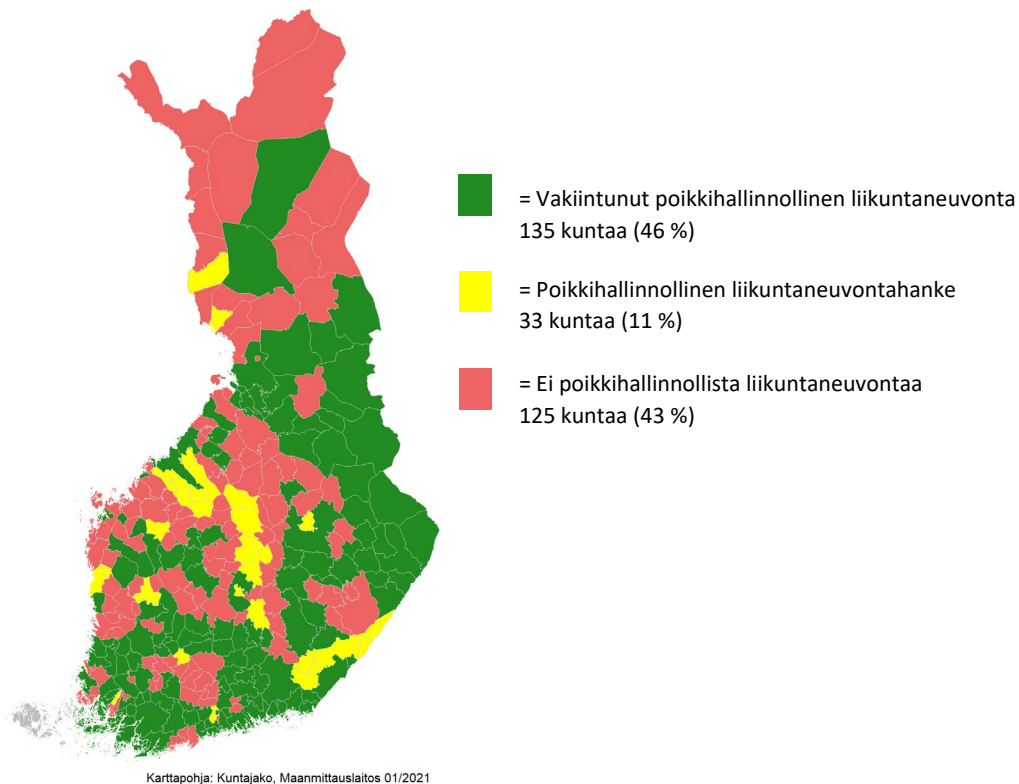 = Vakiintunut poikkihallinnollinen liikuntaneuvonta
135 kuntaa (46 %)
= Poikkihallinnollinen liikuntaneuvontahanke
33 kuntaa (11 %)
= Ei poikkihallinnollista liikuntaneuvontaa
125 kuntaa (43 %)
Karttapohja: Kuntajako, Maanmittauslaitos 01/2021